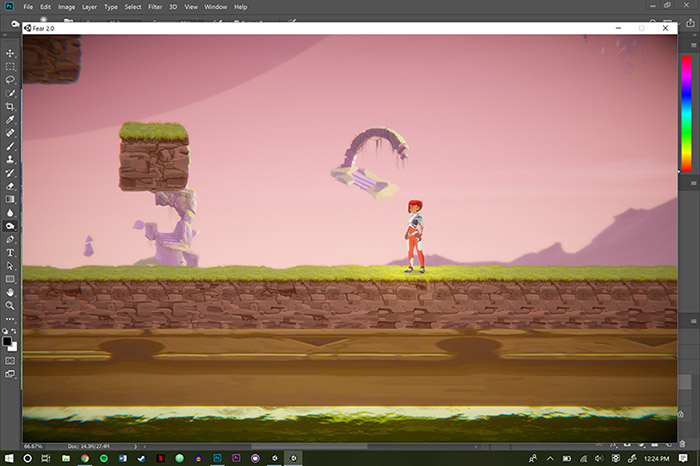 Ps File Edit Image Layer Type Select Filter 3D View Window Help
Fear 2.0
66.67% Doc: 14.3M/27.4M
12:24 PM